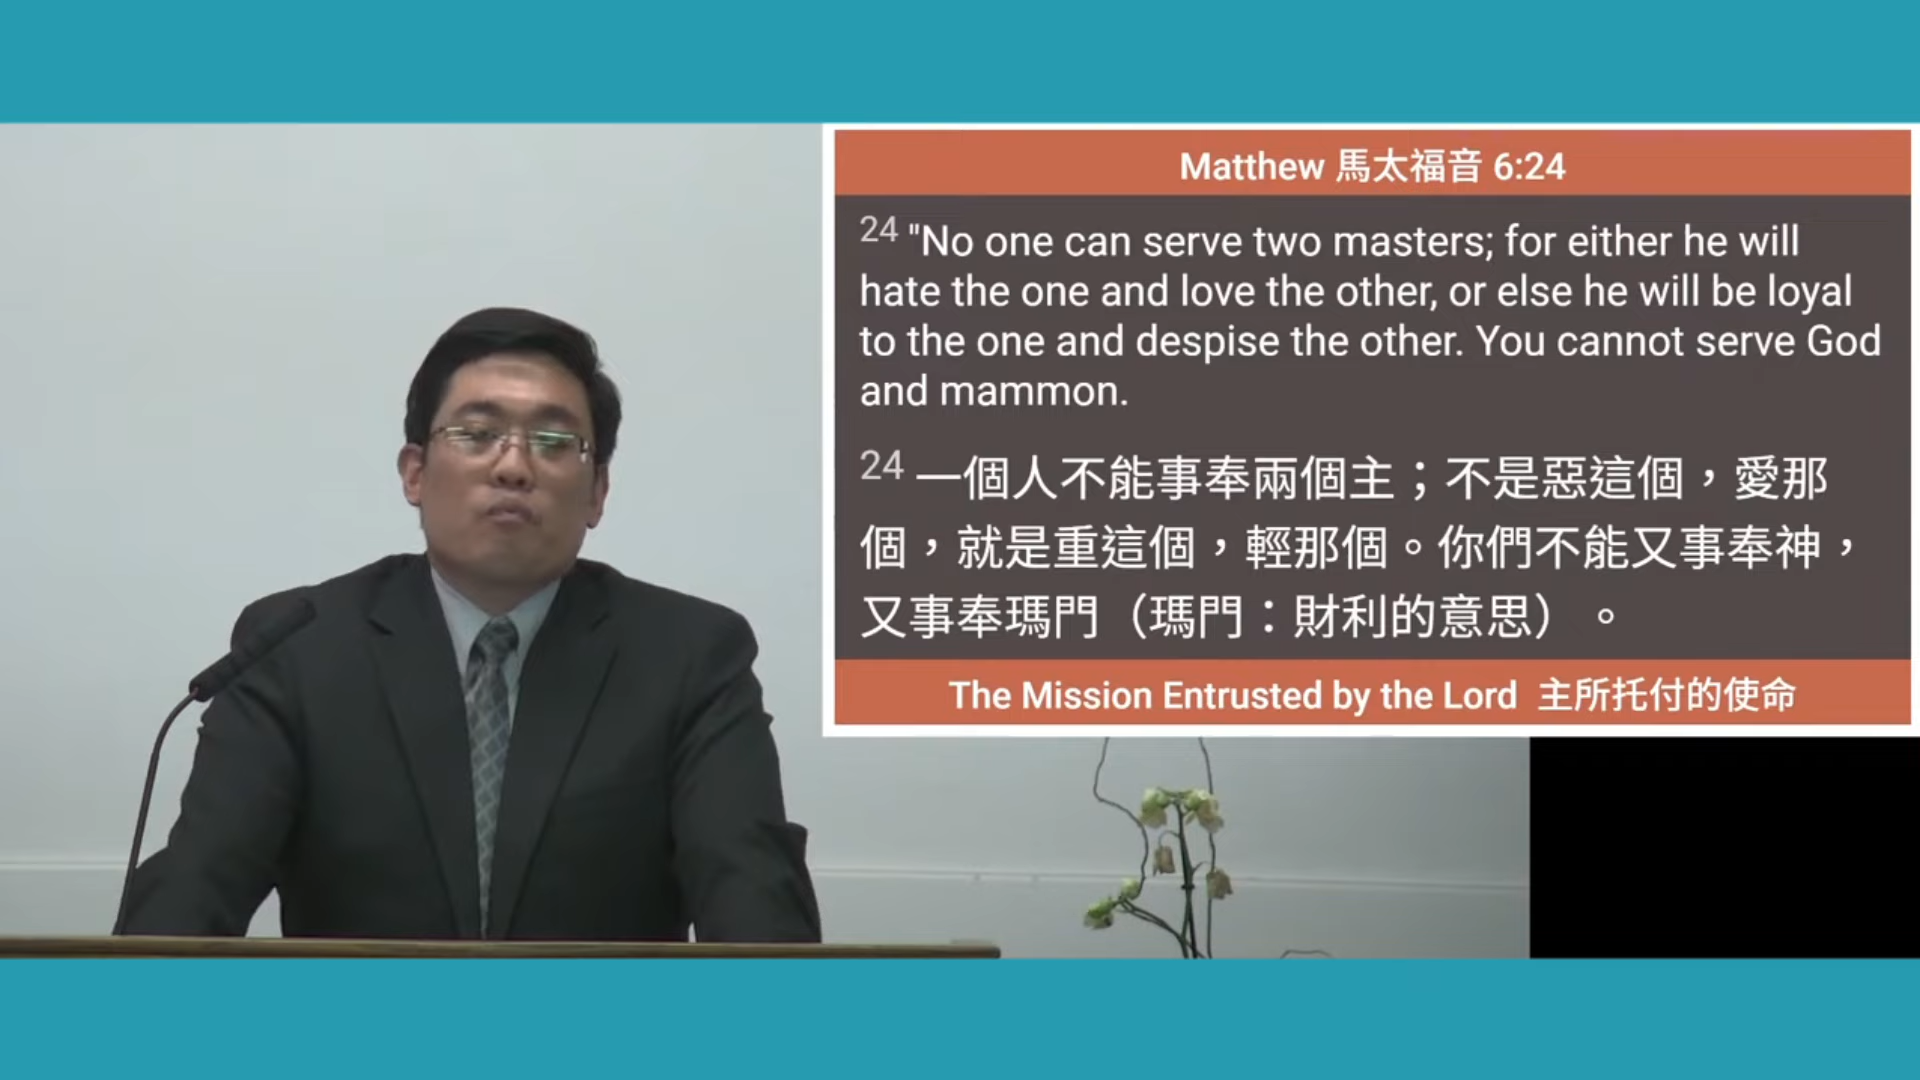 Matthew 馬太福音 6:24
24 "No one can serve two masters; for either he will
hate the one and love the other, or else he will be loyal
to the one and despise the other. You cannot serve God
and mammon.
24 一個人不能事奉兩個主；不是惡這個，愛那
個，就是重這個，輕那個。你們不能又事奉神，
又事奉瑪門（瑪門：財利的意思）。
The Mission Entrusted by the Lord 主所托付的使命